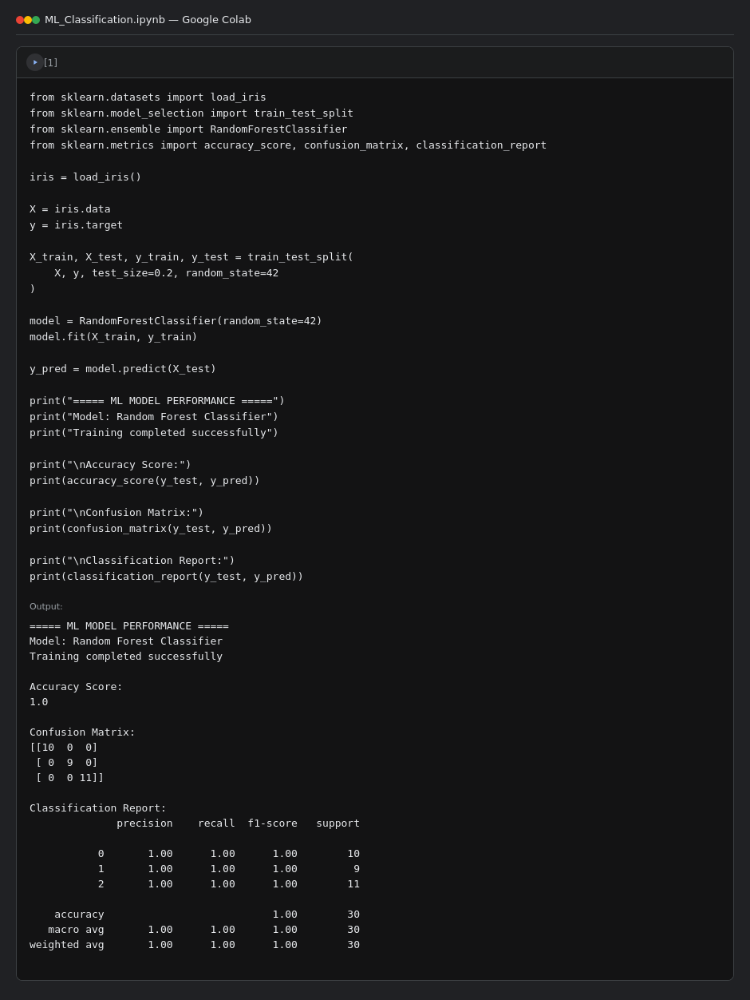 ML_Classification.ipynb — Google Colab
[1]
from sklearn.datasets import load_iris
from sklearn.model_selection import train_test_split
from sklearn.ensemble import RandomForestClassifier
from sklearn.metrics import accuracy_score, confusion_matrix, classification_report

iris = load_iris()

X = iris.data
y = iris.target

X_train, X_test, y_train, y_test = train_test_split(
    X, y, test_size=0.2, random_state=42
)

model = RandomForestClassifier(random_state=42)
model.fit(X_train, y_train)

y_pred = model.predict(X_test)

print("===== ML MODEL PERFORMANCE =====")
print("Model: Random Forest Classifier")
print("Training completed successfully")

print("\nAccuracy Score:")
print(accuracy_score(y_test, y_pred))

print("\nConfusion Matrix:")
print(confusion_matrix(y_test, y_pred))

print("\nClassification Report:")
print(classification_report(y_test, y_pred))

Output:
===== ML MODEL PERFORMANCE =====
Model: Random Forest Classifier
Training completed successfully

Accuracy Score:
1.0

Confusion Matrix:
[[10  0  0]
 [ 0  9  0]
 [ 0  0 11]]

Classification Report:
              precision    recall  f1-score   support

           0       1.00      1.00      1.00        10
           1       1.00      1.00      1.00         9
           2       1.00      1.00      1.00        11

    accuracy                           1.00        30
   macro avg       1.00      1.00      1.00        30
weighted avg       1.00      1.00      1.00        30